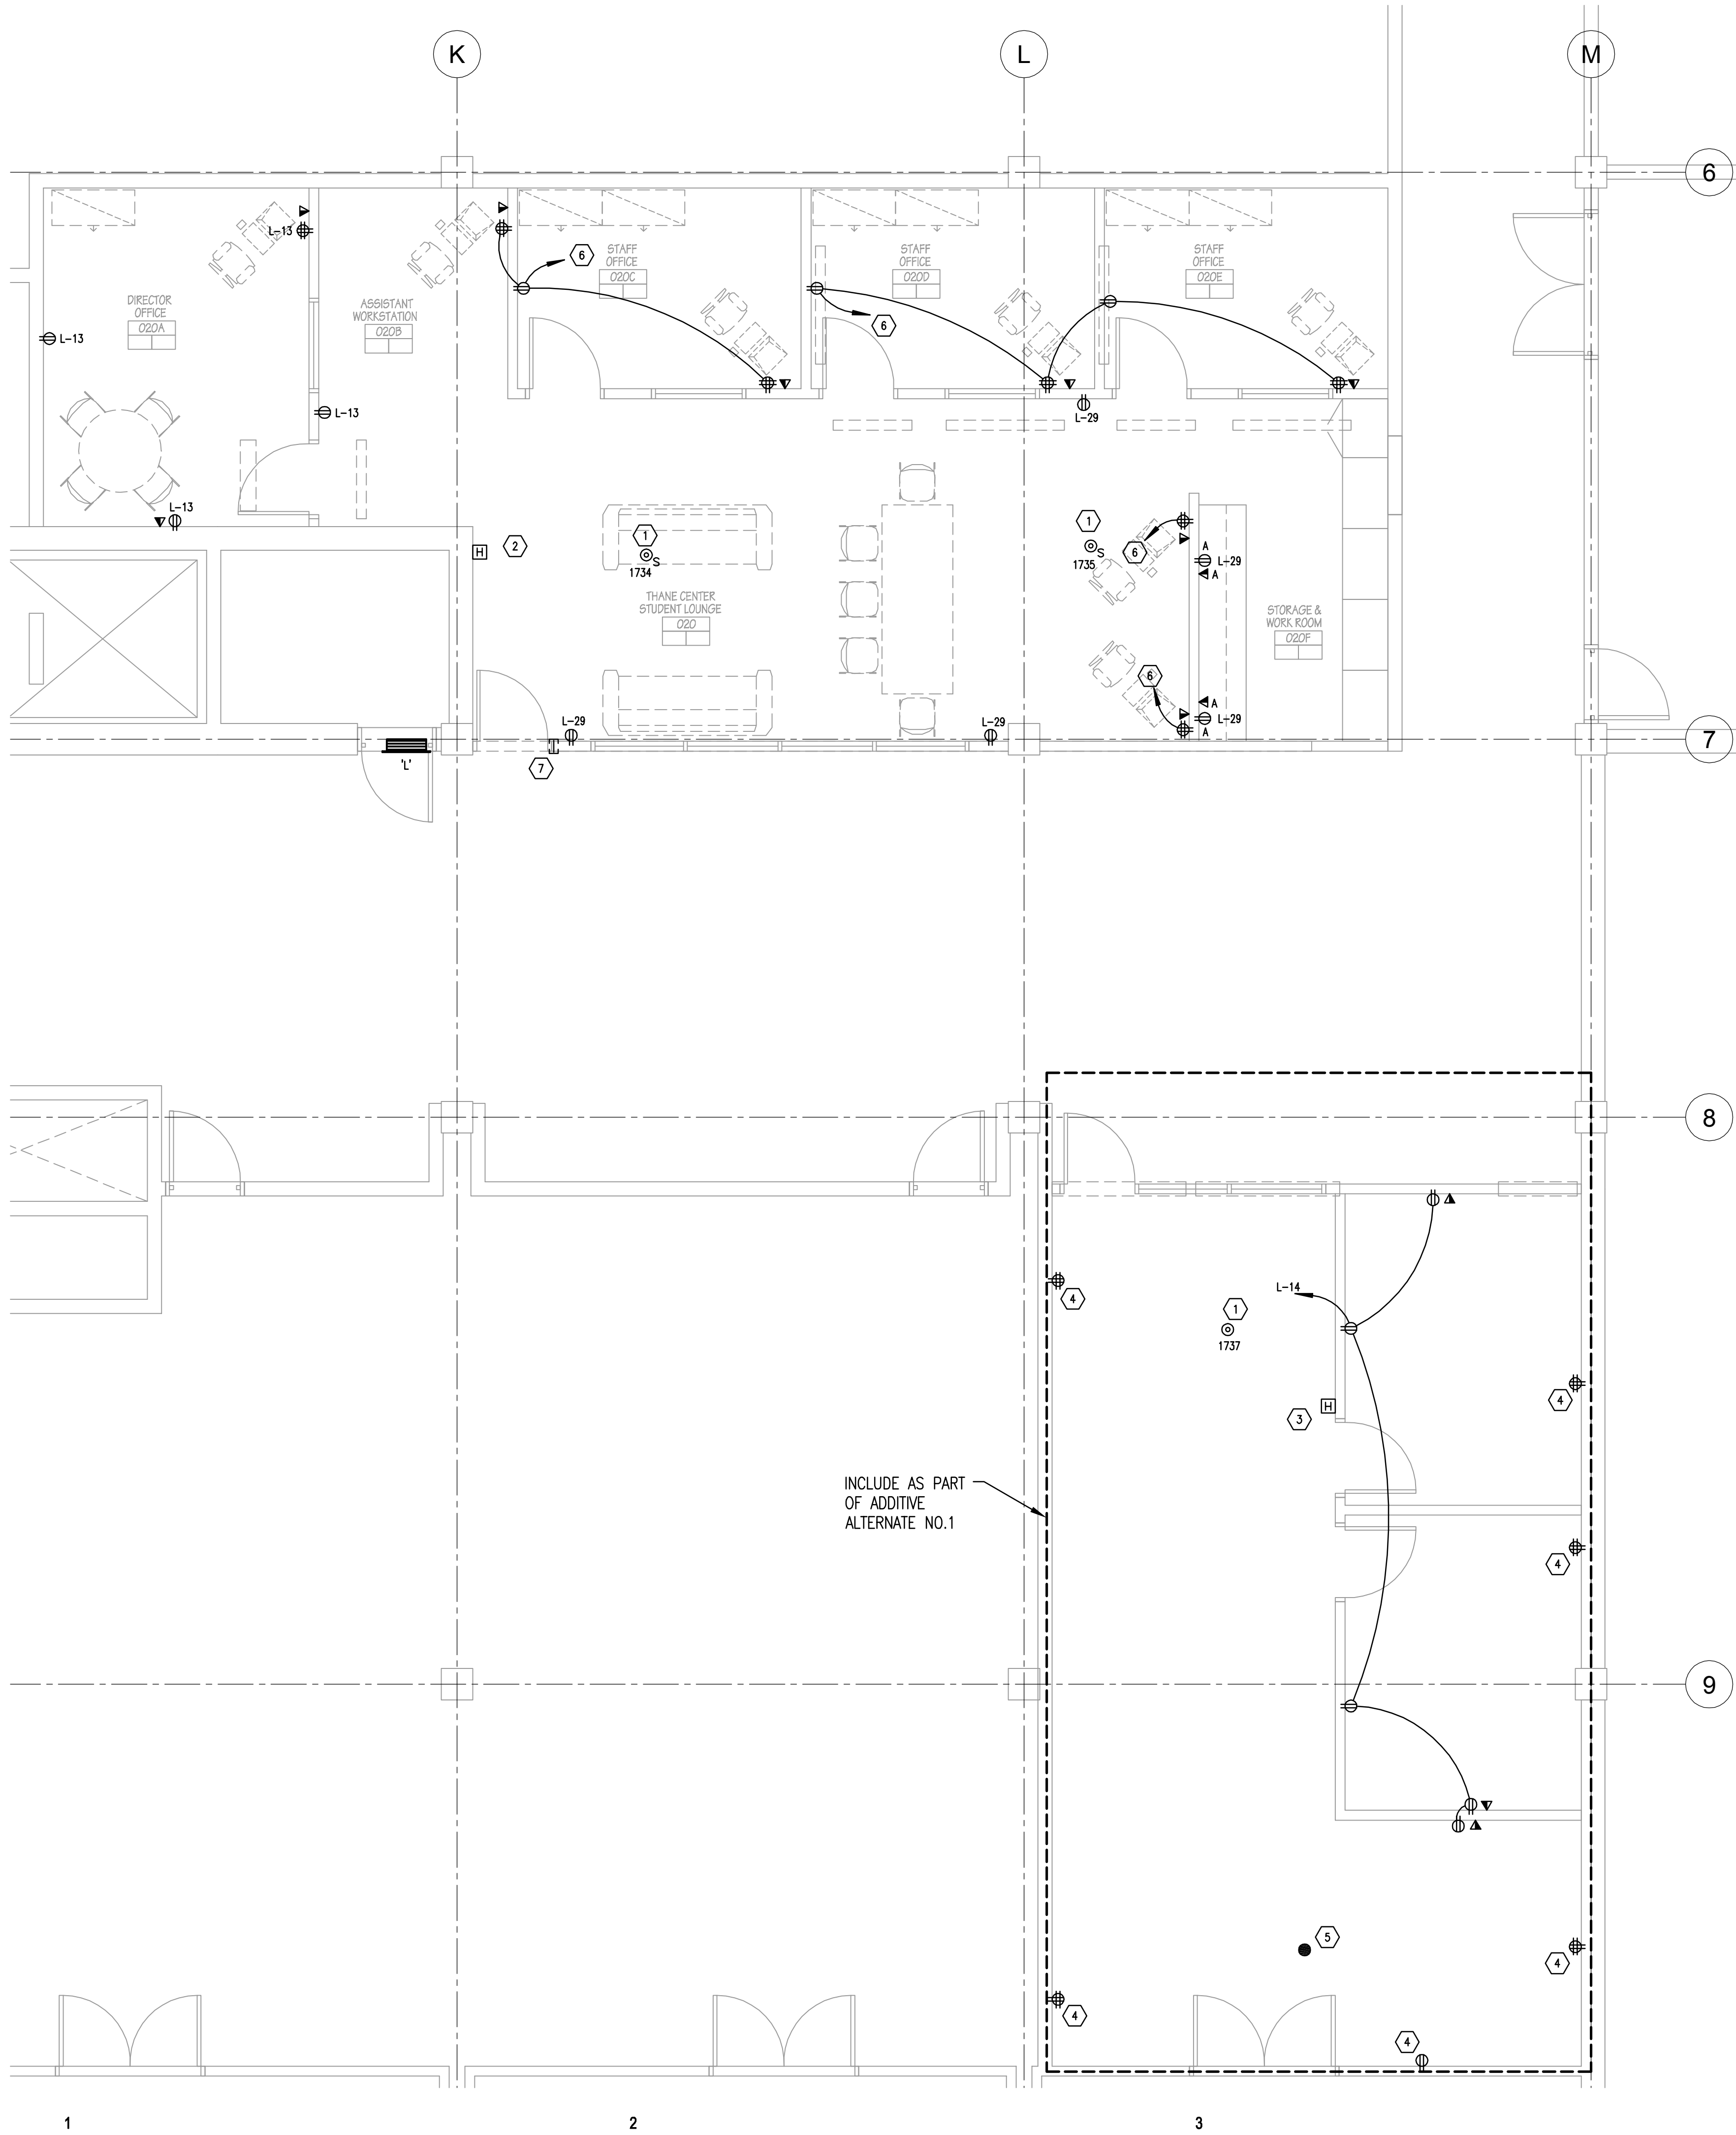 K
L
M
6
L-13
6
STAFF
OFFICE
020C
STAFF
OFFICE
020D
STAFF
OFFICE
020E
DIRECTOR
OFFICE
020A
ASSISTANT
WORKSTATION
020B
6
L-13
L-13
L-29
L-13
H
2
1
S
1734
1
S
1735
6
A
L-29
A
THANE CENTER
STUDENT LOUNGE
020
STORAGE &
WORK ROOM
020F
6
A
L-29
A
L-29
L-29
7
7
'L'
8
L-14
4
1
1737
4
H
3
INCLUDE AS PART
OF ADDITIVE
ALTERNATE NO.1
4
9
5
4
4
4
1
2
3